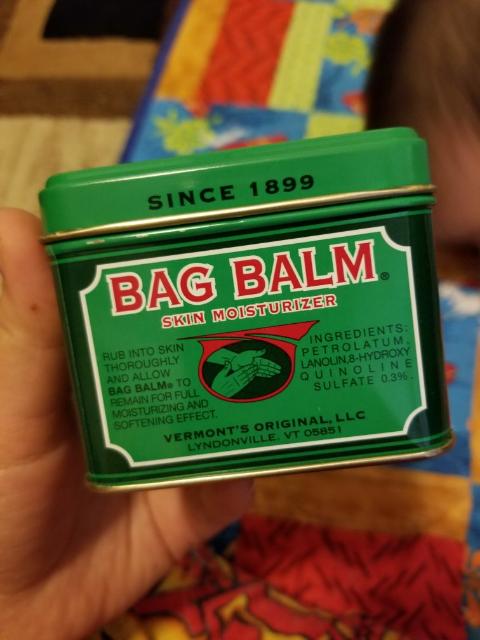 SINCE 1899
BAG BALM®
SKIN MOISTURIZER
RUB INTO SKIN
THOROUGHLY
AND ALLOW
BAG BALM® TO
REMAIN FOR FULL
MOISTURIZING AND
SOFTENING EFFECT.
INGREDIENTS:
PETROLATUM,
LANOLIN,8-HYDROXY
QUINOLINE
SULFATE 0.3%.
VERMONT'S ORIGINAL, LLC
LYNDONVILLE, VT 05851